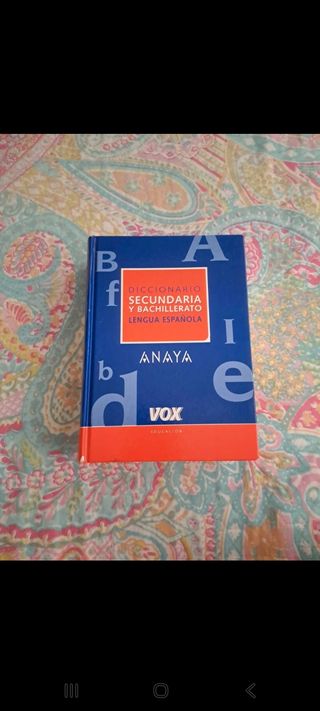 B
A
f
DICCIONARIO
SECUNDARIA
Y BACHILLERATO
LENGUA ESPAÑOLA
I
ANAYA
b
d
e
VOX
EDUCACIÓN